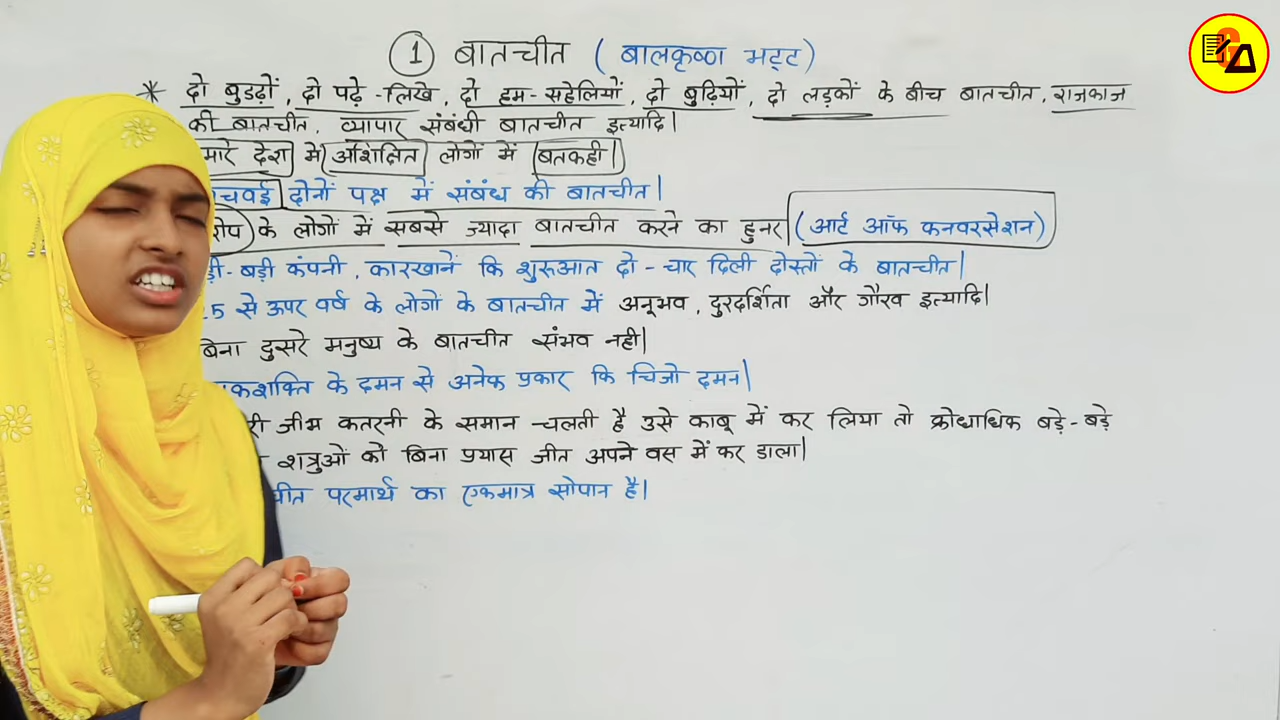 ① बातचीत ( बालकृष्ण भट्ट )
* दो बुडढ़ों , दो पढ़े -लिखे , दो हम- सहेलियों , दो बुढ़ियों , दो लड़कों के बीच बातचीत , राजकाज
की बातचीत , व्यापार संबंधी बातचीत इत्यादि।
मारे देश में अशिक्षित लोगों में बतकही।
चवई दोनों पक्ष में संबंध की बातचीत।
रोप के लोगों में सबसे ज्यादा बातचीत करने का हुनर ( आर्ट ऑफ कनवरसेशन )
ड़ी- बड़ी कंपनी , कारखानें कि शुरुआत दो - चार दिली दोस्तों के बातचीत।
5 से ऊपर वर्ष के लोगों के बातचीत में अनूभव , दुरदर्शिता और गौरव इत्यादि।
बिना दुसरे मनुष्य के बातचीत संभव नही।
कशक्ति के दमन से अनेक प्रकार कि चिजो दमन।
री जीभ कतरनी के समान चलती है उसे काबू में कर लिया तो क्रोधाधिक बड़े - बड़े
शत्रुओं को बिना प्रयास जीत अपने वस में कर डाला।
चीत परमार्थ का एकमात्र सोपान है।